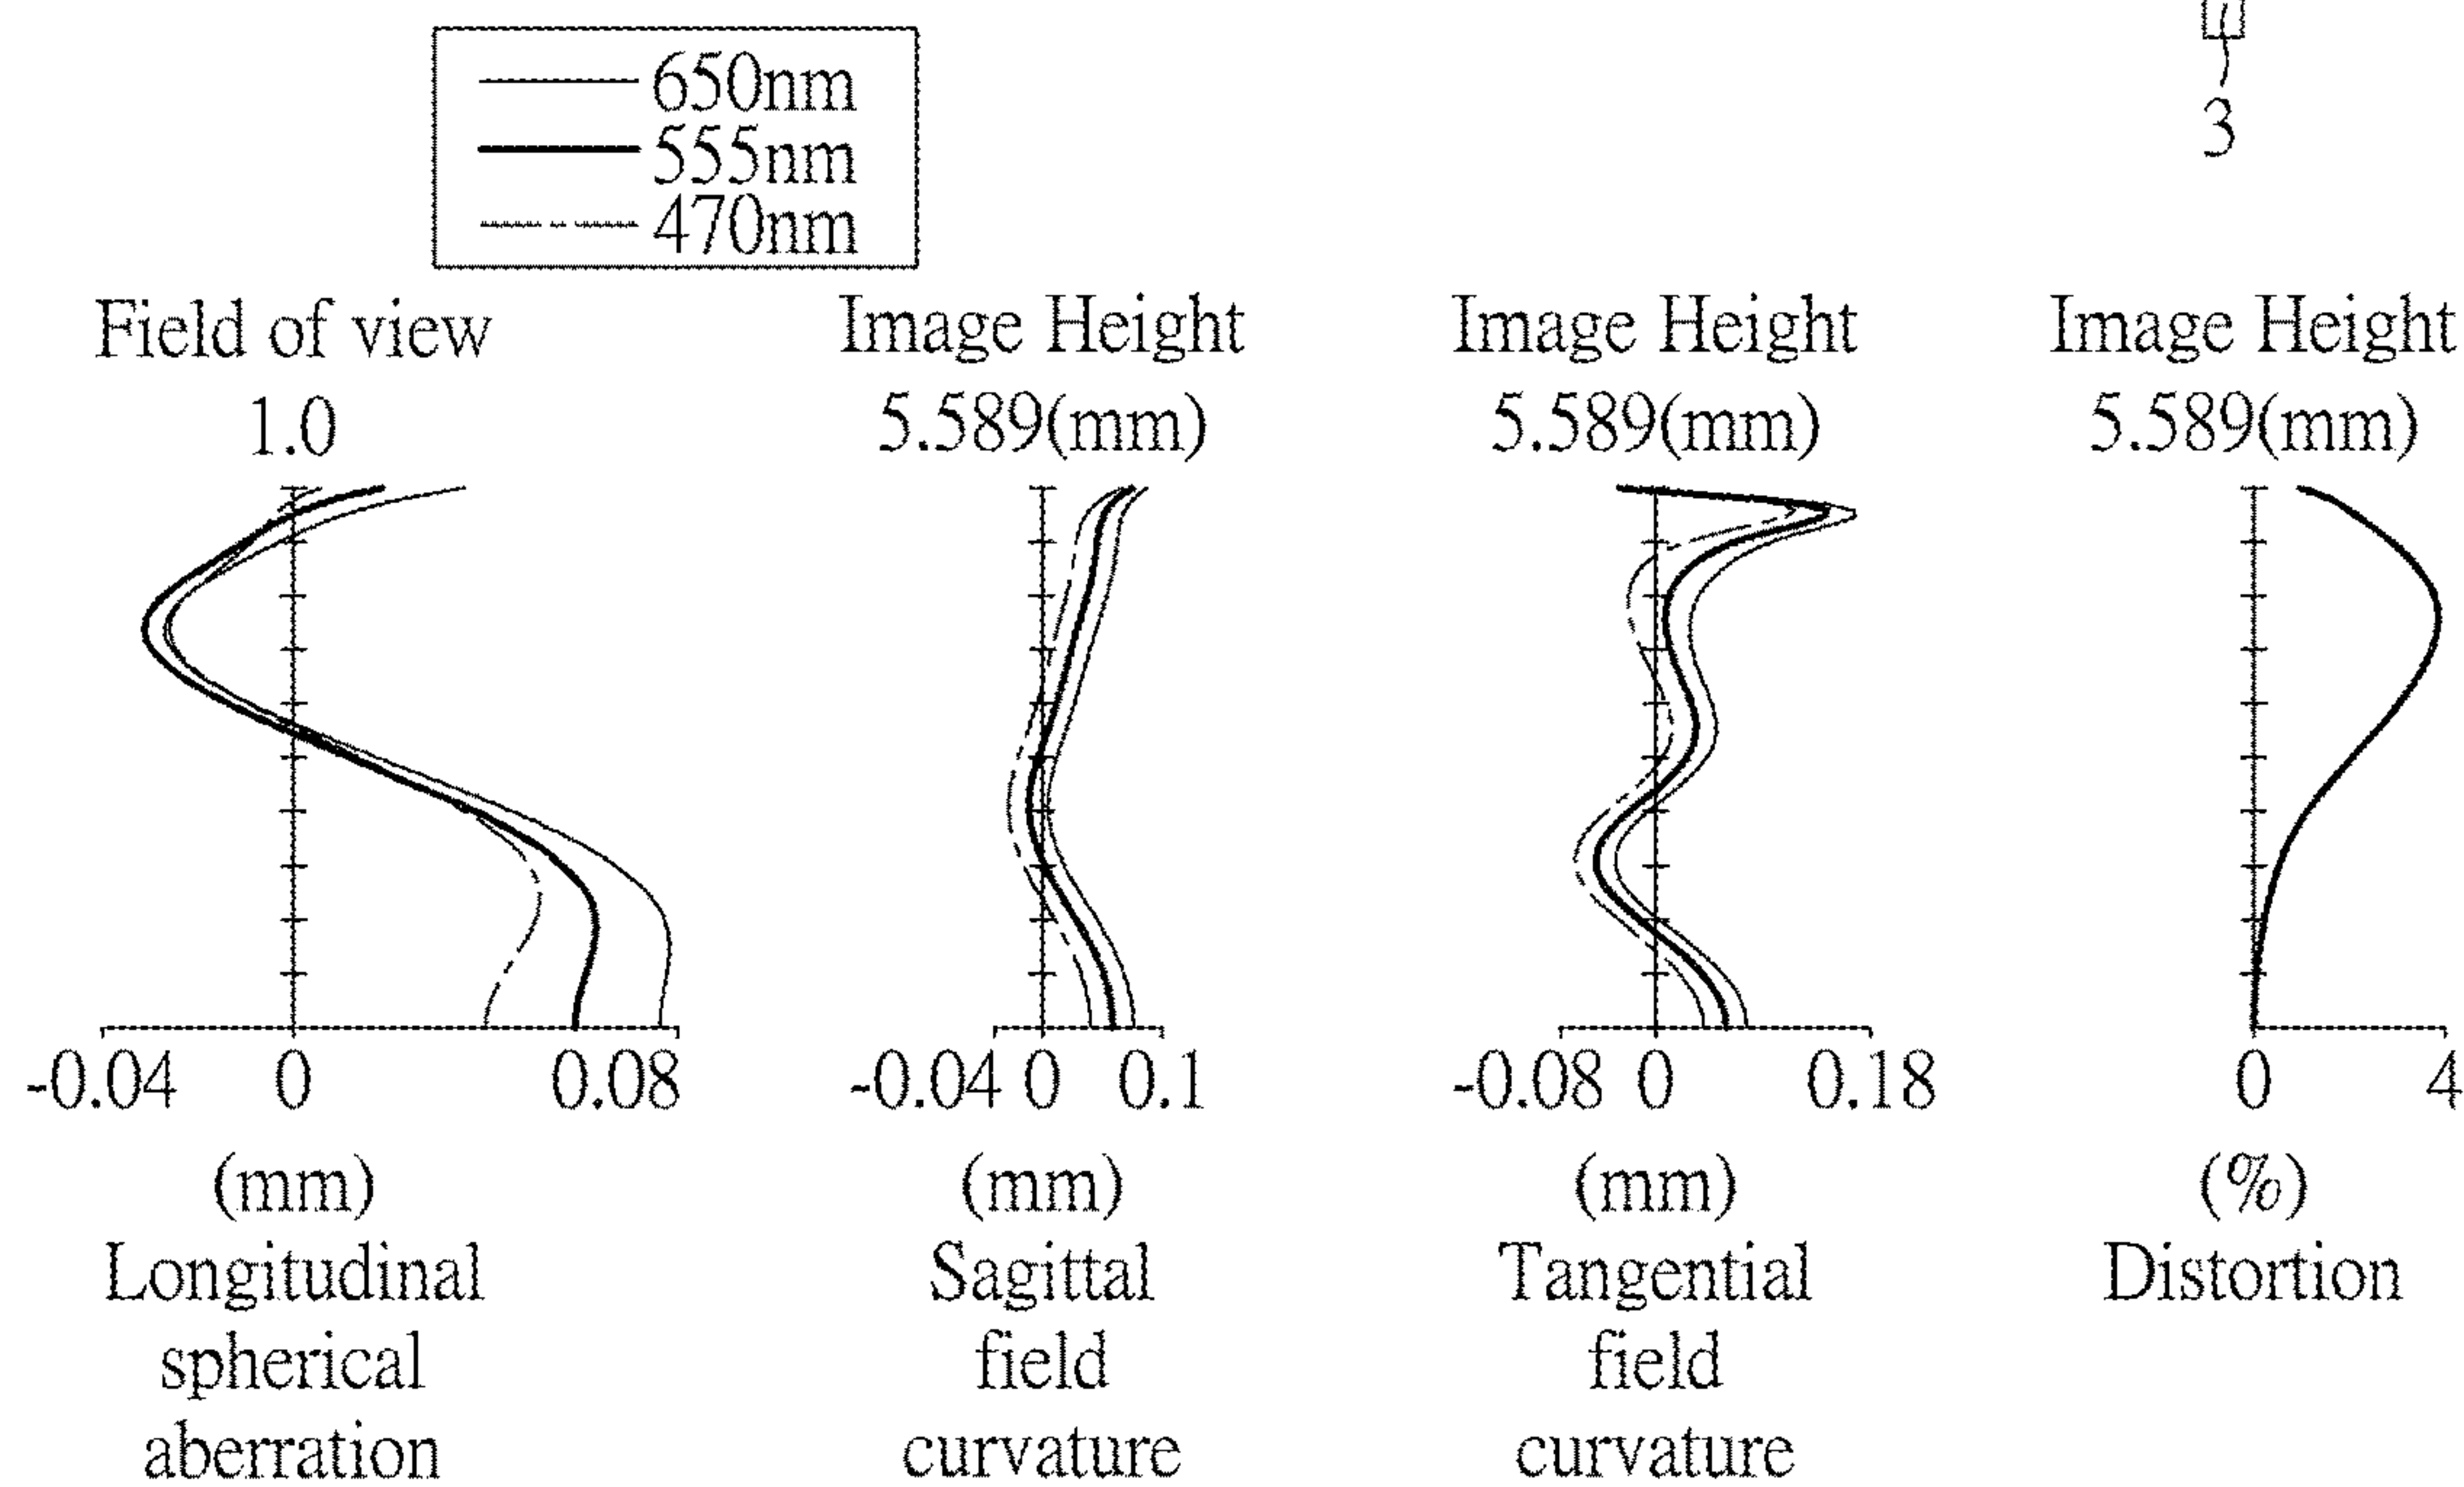 3
650nm
555nm
470nm
Field of view
1.0
-0.04 0 0.08
(mm)
Longitudinal
spherical
aberration
Image Height
5.589(mm)
-0.04 0 0.1
(mm)
Sagittal
field
curvature
Image Height
5.589(mm)
-0.08 0 0.18
(mm)
Tangential
field
curvature
Image Height
5.589(mm)
0 4
(%)
Distortion